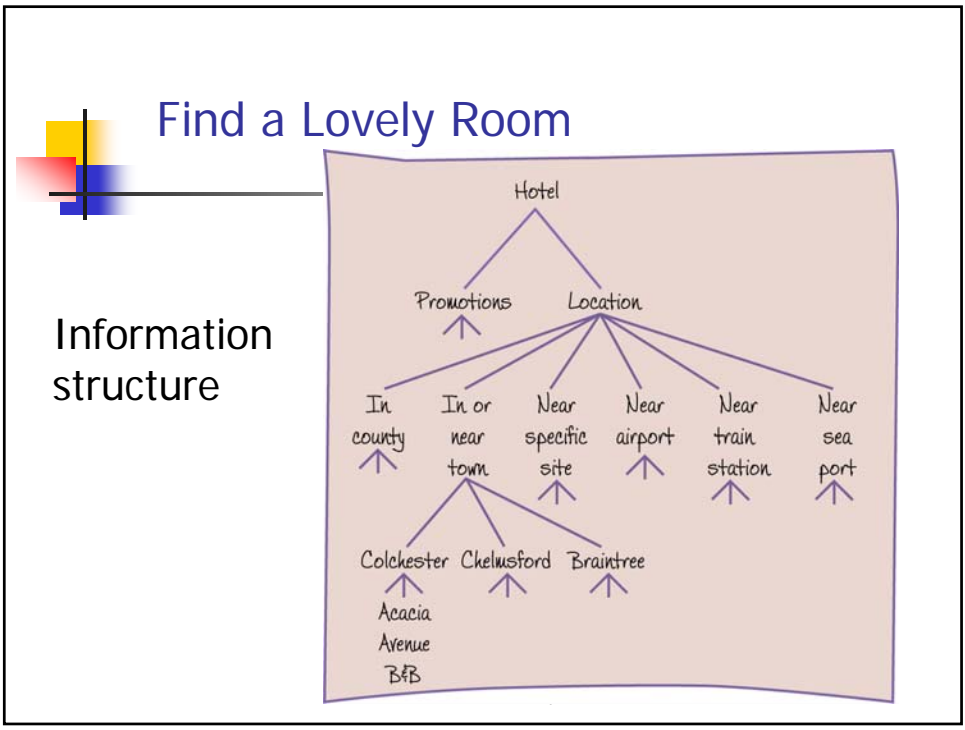 Find a Lovely Room
Information
structure
Hotel
Promotions Location
In In or Near Near Near Near
county near specific airport train sea
town site station port
Colchester Chelmsford Braintree
Acacia
Avenue
B&B